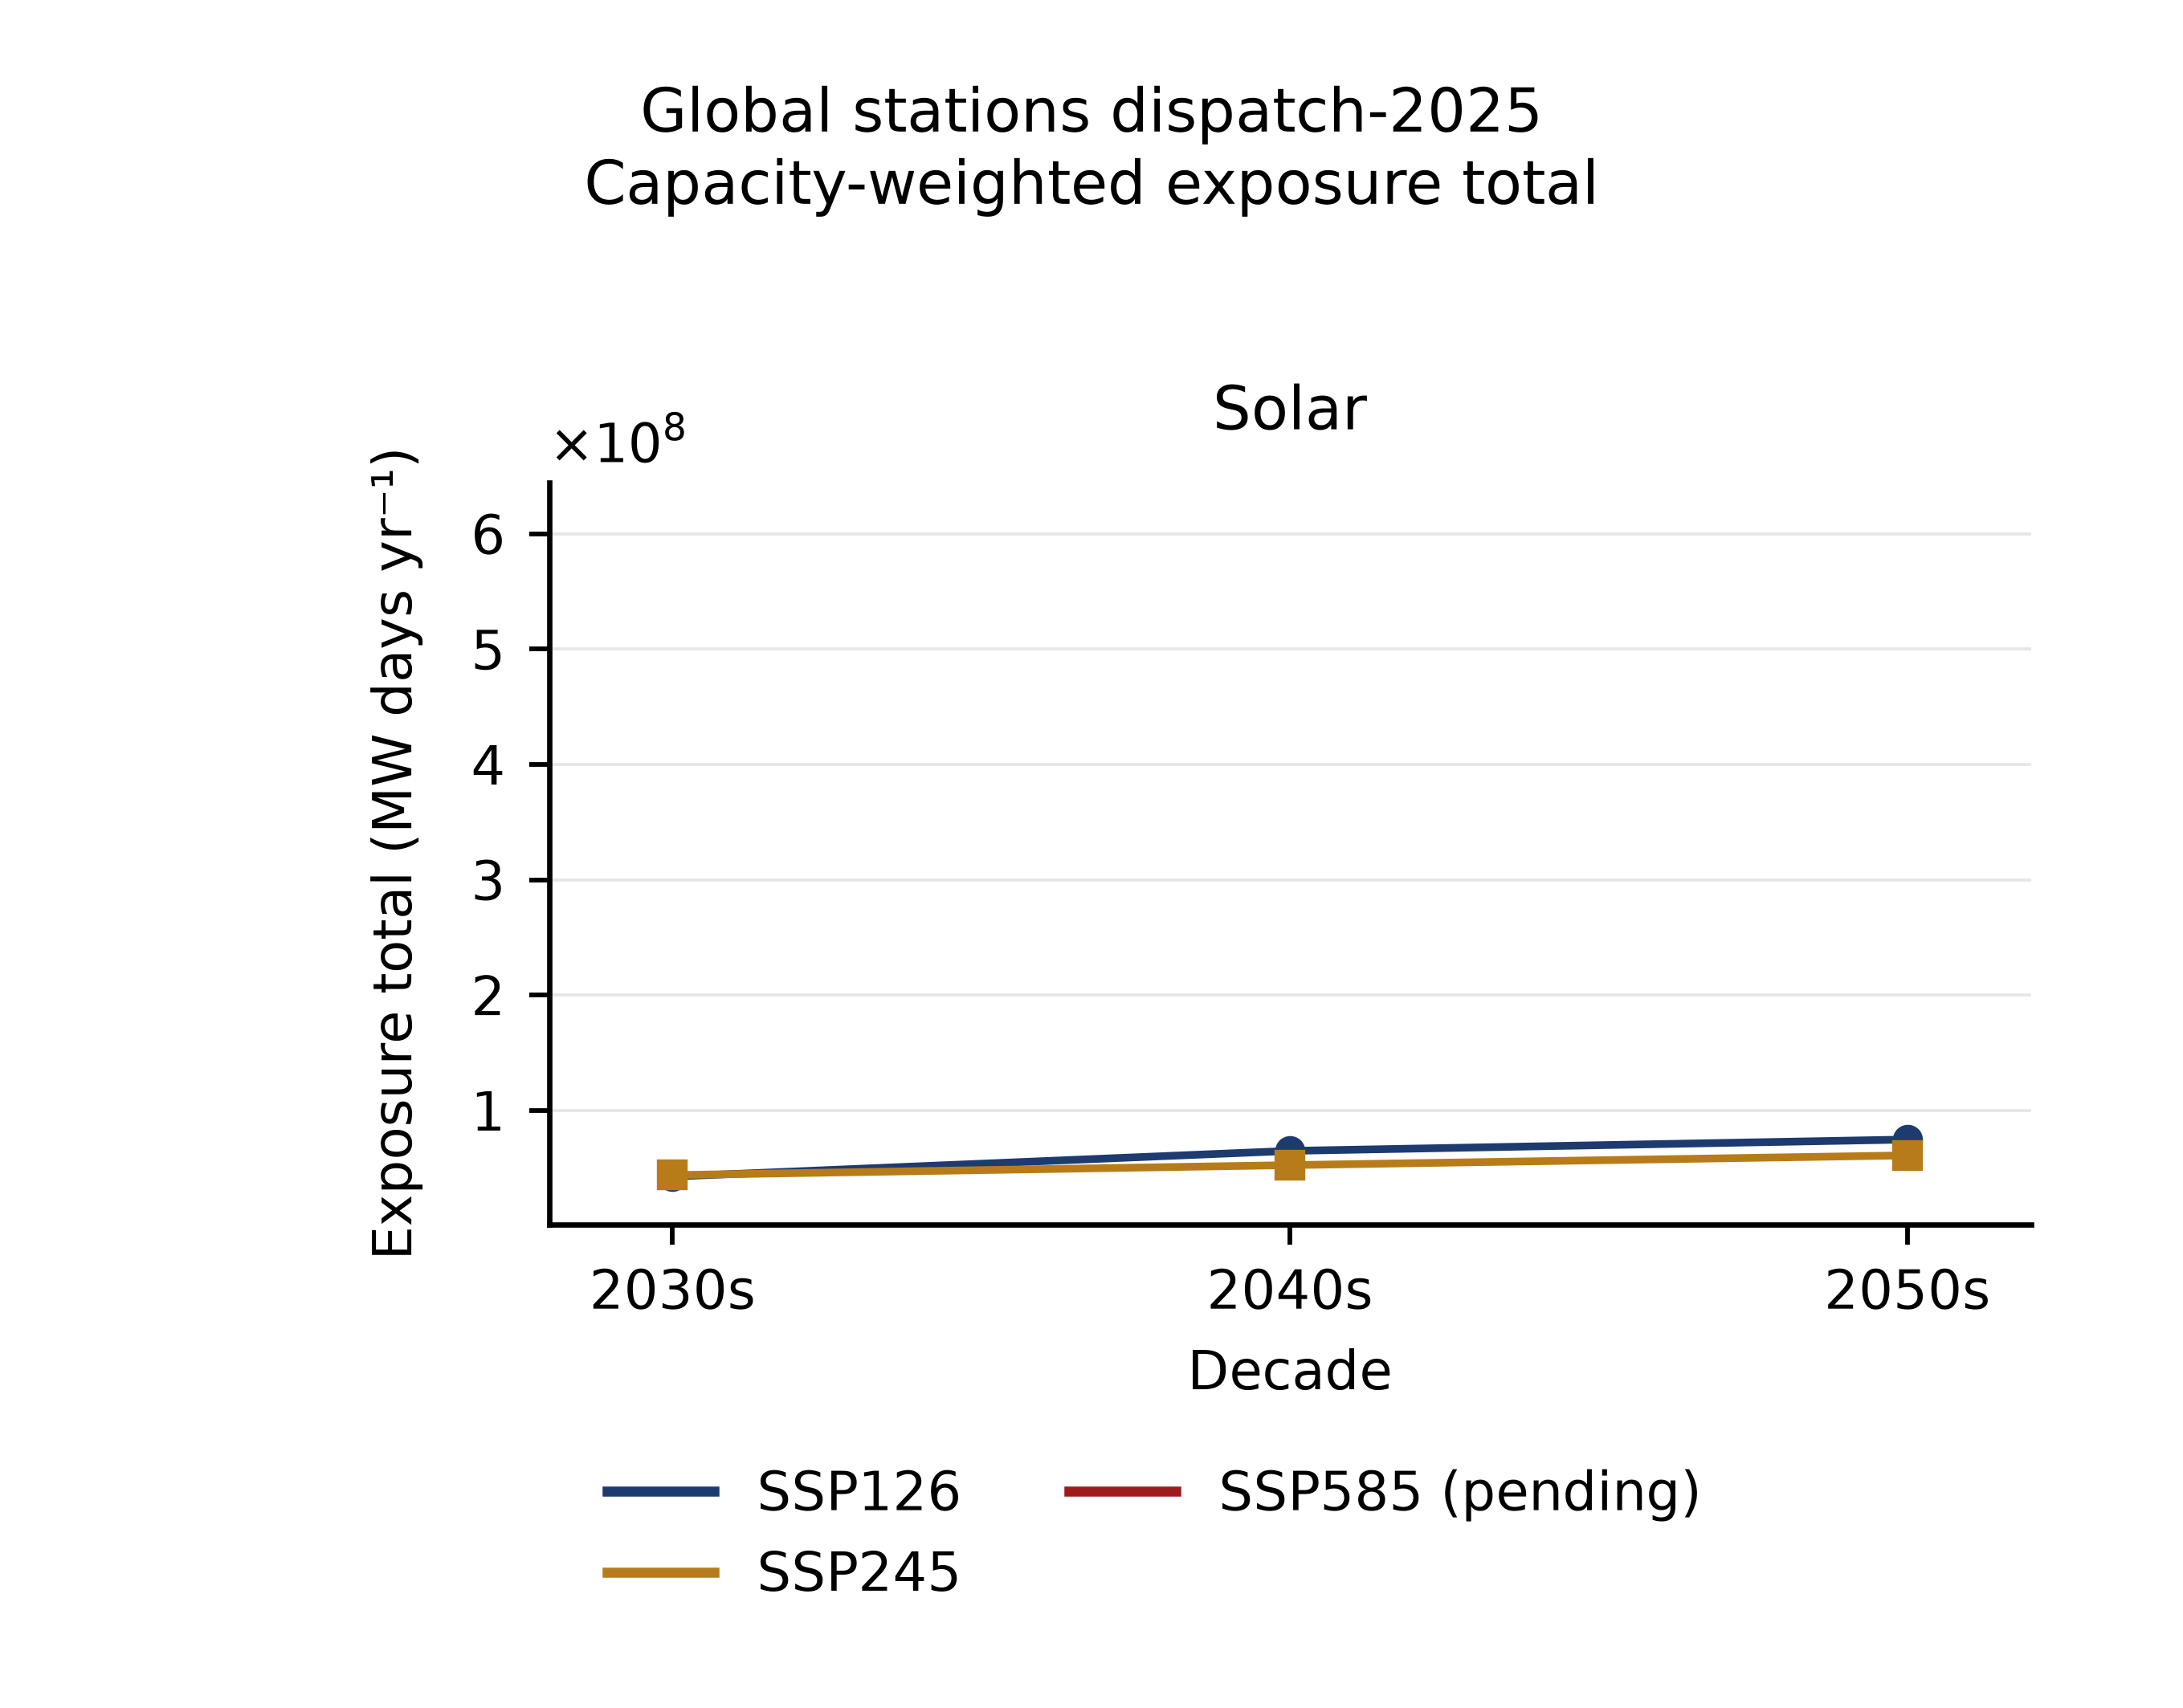 Global stations dispatch-2025
Capacity-weighted exposure total
Solar
×10⁸
Exposure total (MW days yr⁻¹)
6
5
4
3
2
1
2030s 2040s 2050s
Decade
SSP126 SSP585 (pending)
SSP245